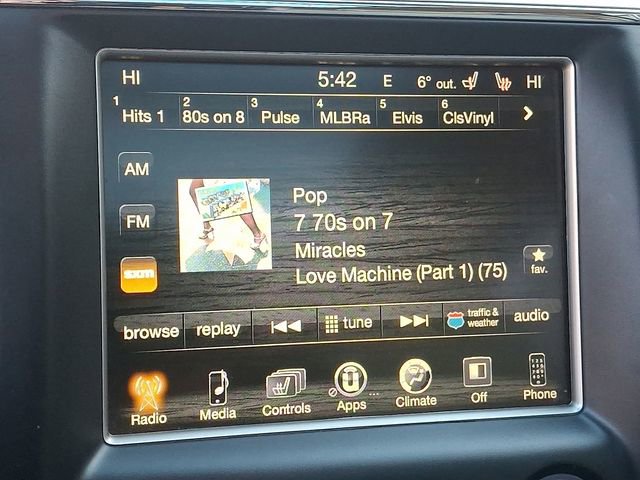 HI 5:42 E 6° out. HI
1 Hits 1 2 80s on 8 3 Pulse 4 MLBRa 5 Elvis 6 ClsVinyl
AM
FM
sxm
Pop
7 70s on 7
Miracles
Love Machine (Part 1) (75)
fav.
browse replay tune traffic & weather audio
Radio Media Controls Apps Climate Off Phone